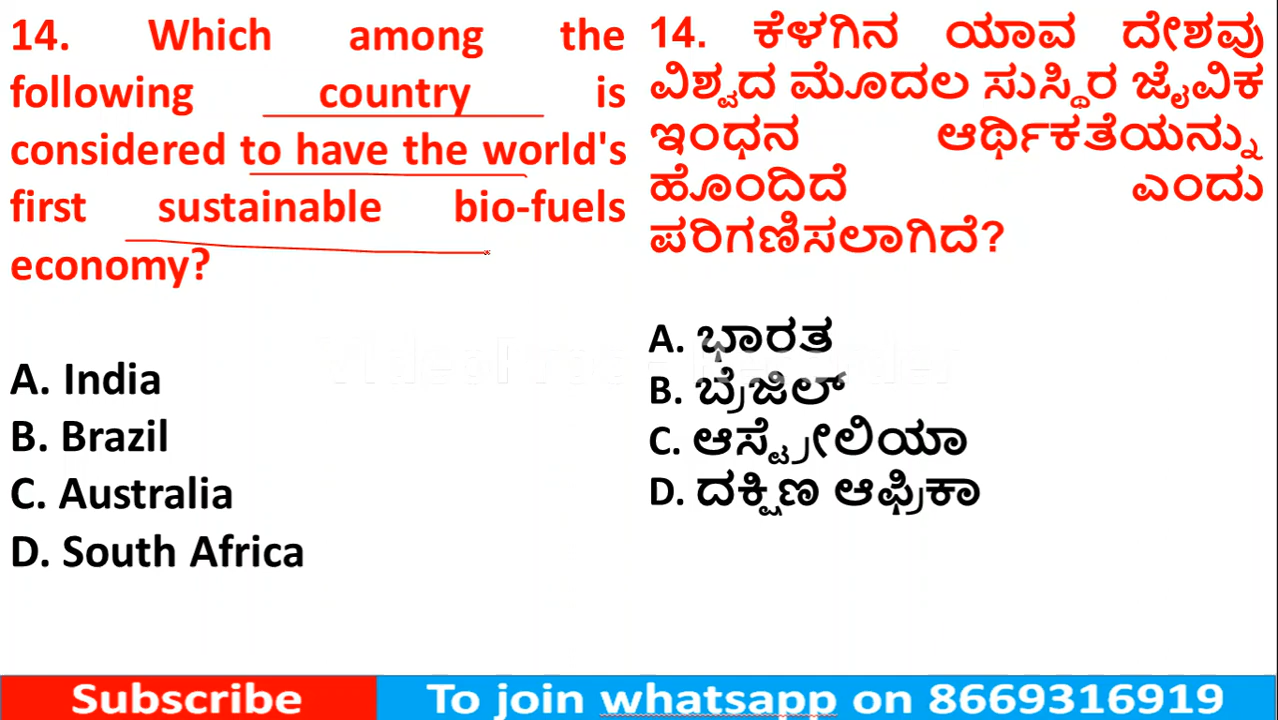 14. Which among the
following country is
considered to have the world's
first sustainable bio-fuels
economy?
A. India
B. Brazil
C. Australia
D. South Africa
14. ಕೆಳಗಿನ ಯಾವ ದೇಶವು
ವಿಶ್ವದ ಮೊದಲ ಸುಸ್ಥಿರ ಜೈವಿಕ
ಇಂಧನ ಆರ್ಥಿಕತೆಯನ್ನು
ಹೊಂದಿದೆ ಎಂದು
ಪರಿಗಣಿಸಲಾಗಿದೆ?
A. ಭಾರತ
B. ಬ್ರೆಜಿಲ್
C. ಆಸ್ಟ್ರೇಲಿಯಾ
D. ದಕ್ಷಿಣ ಆಫ್ರಿಕಾ
Subscribe To join whatsapp on 8669316919